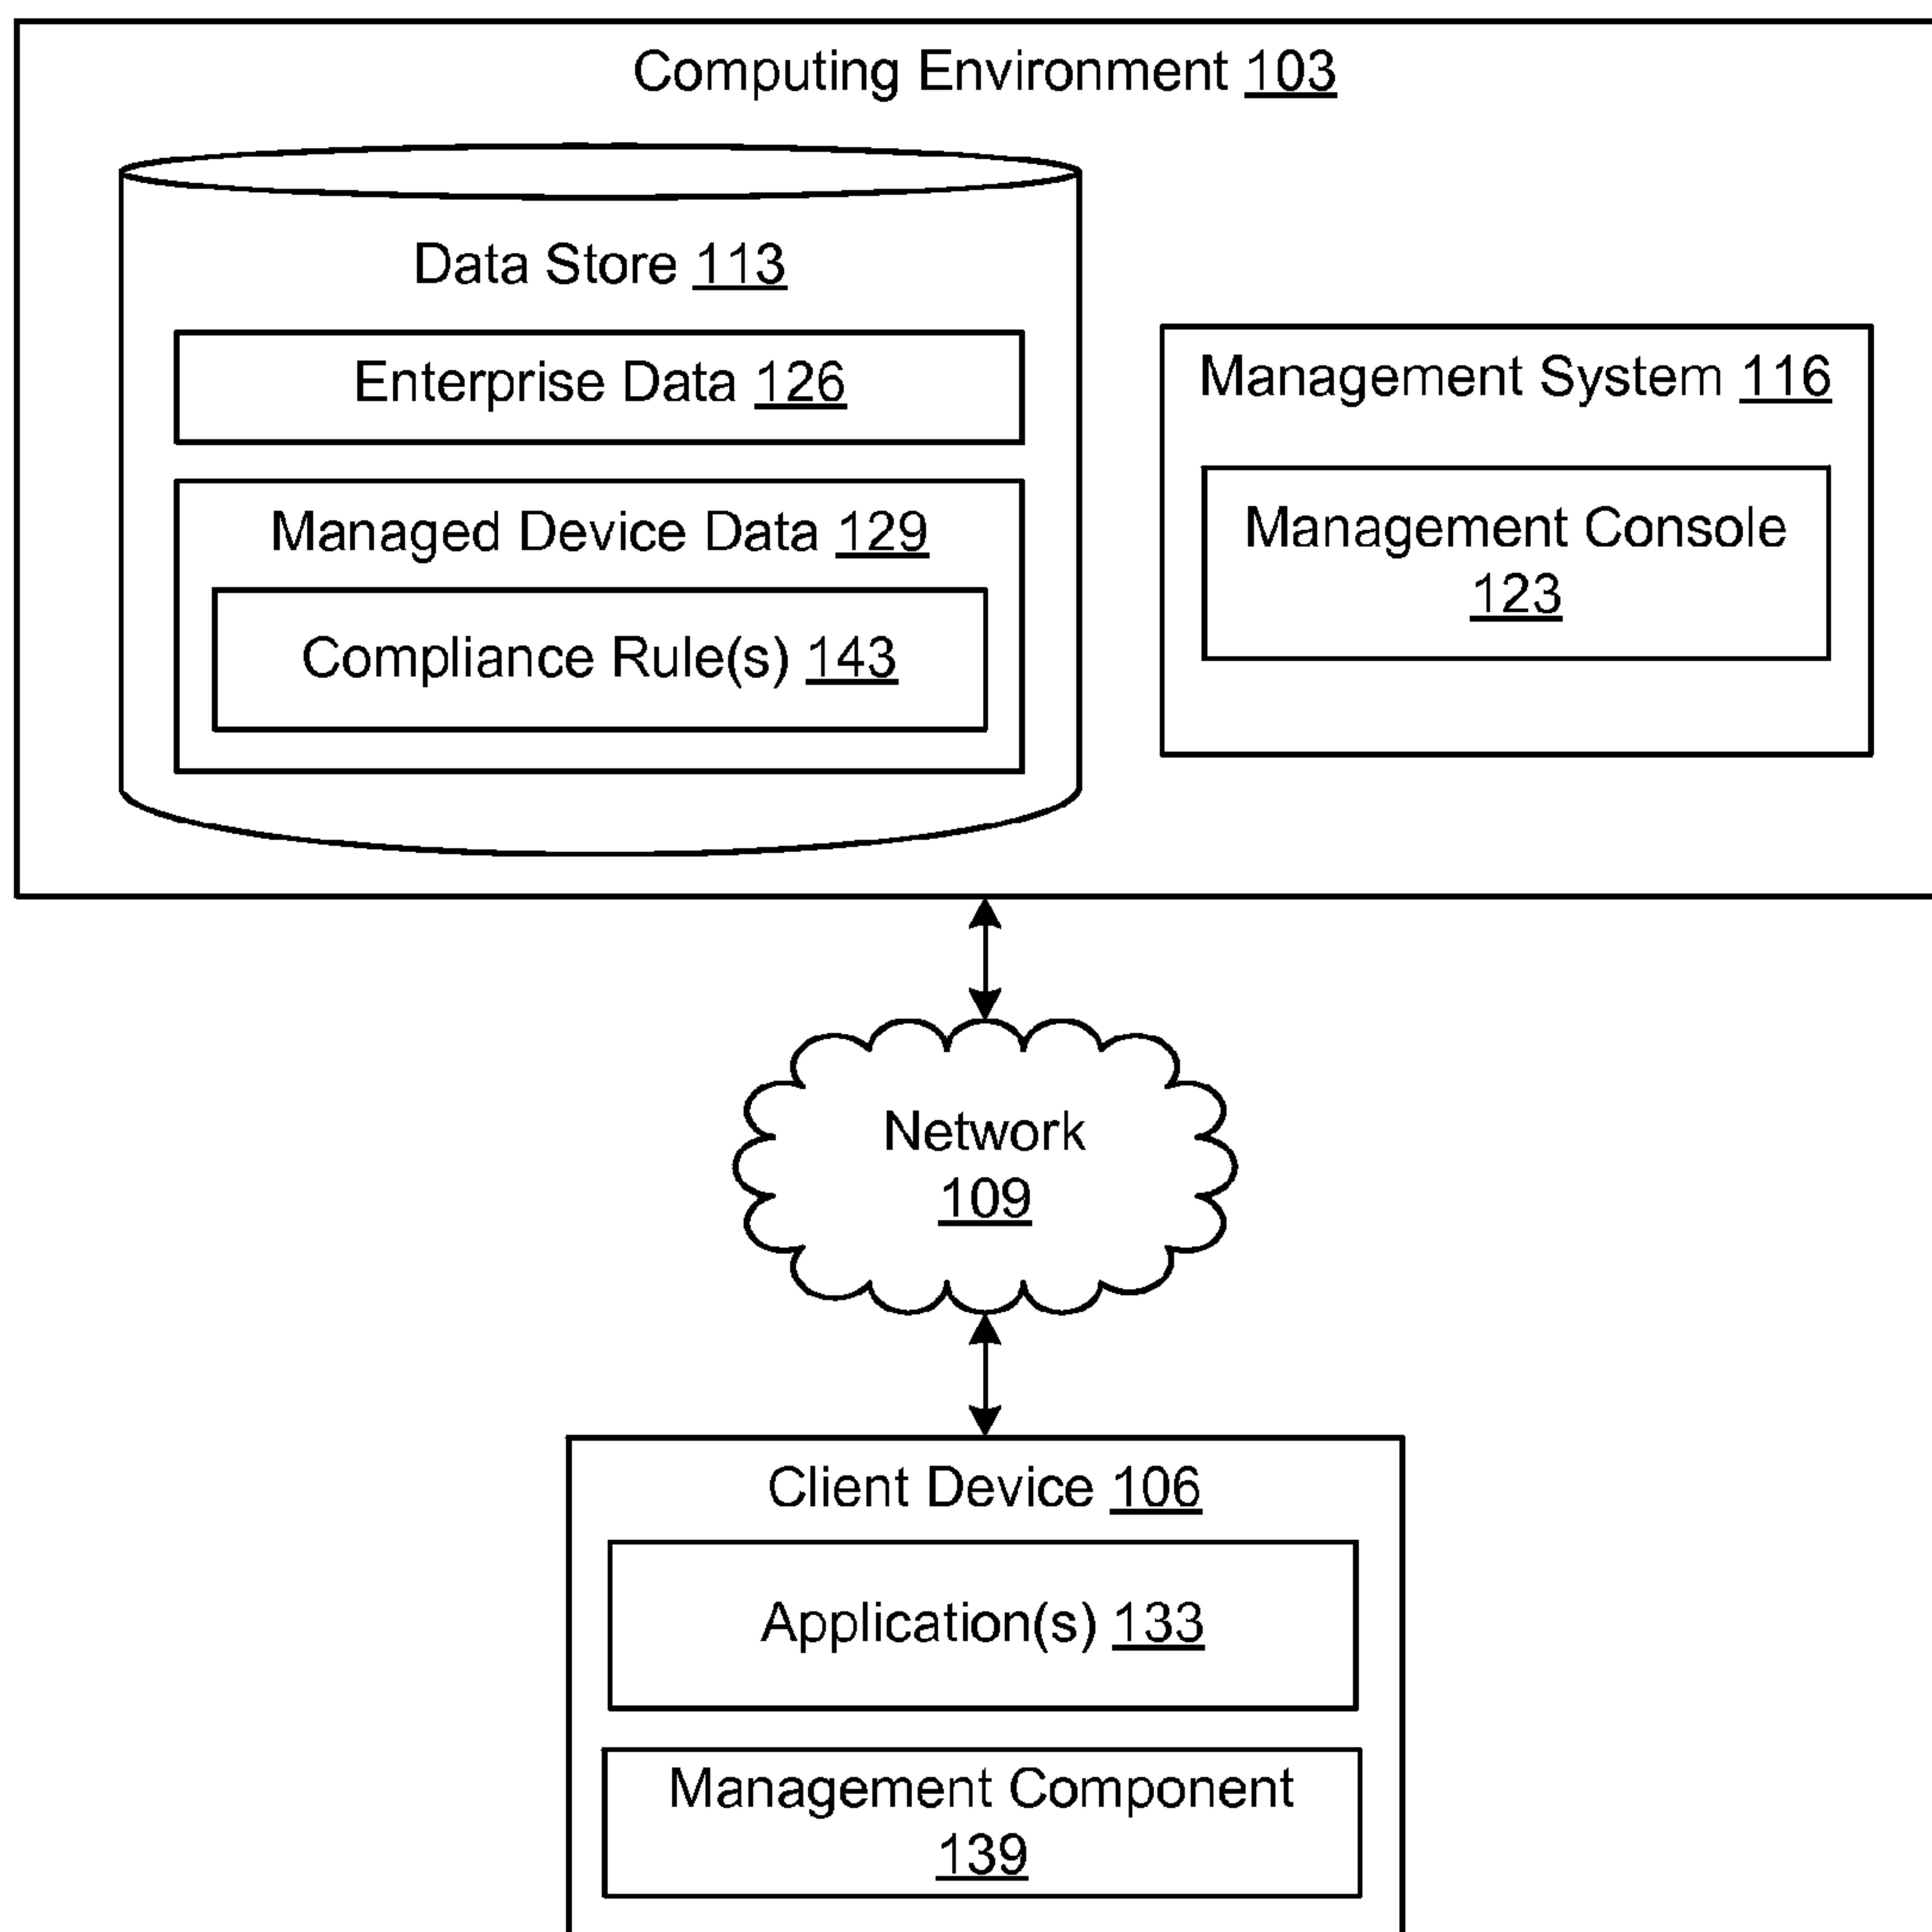 Computing Environment 103
Data Store 113
Enterprise Data 126
Managed Device Data 129
Compliance Rule(s) 143
Management System 116
Management Console
123
Network
109
Client Device 106
Application(s) 133
Management Component
139